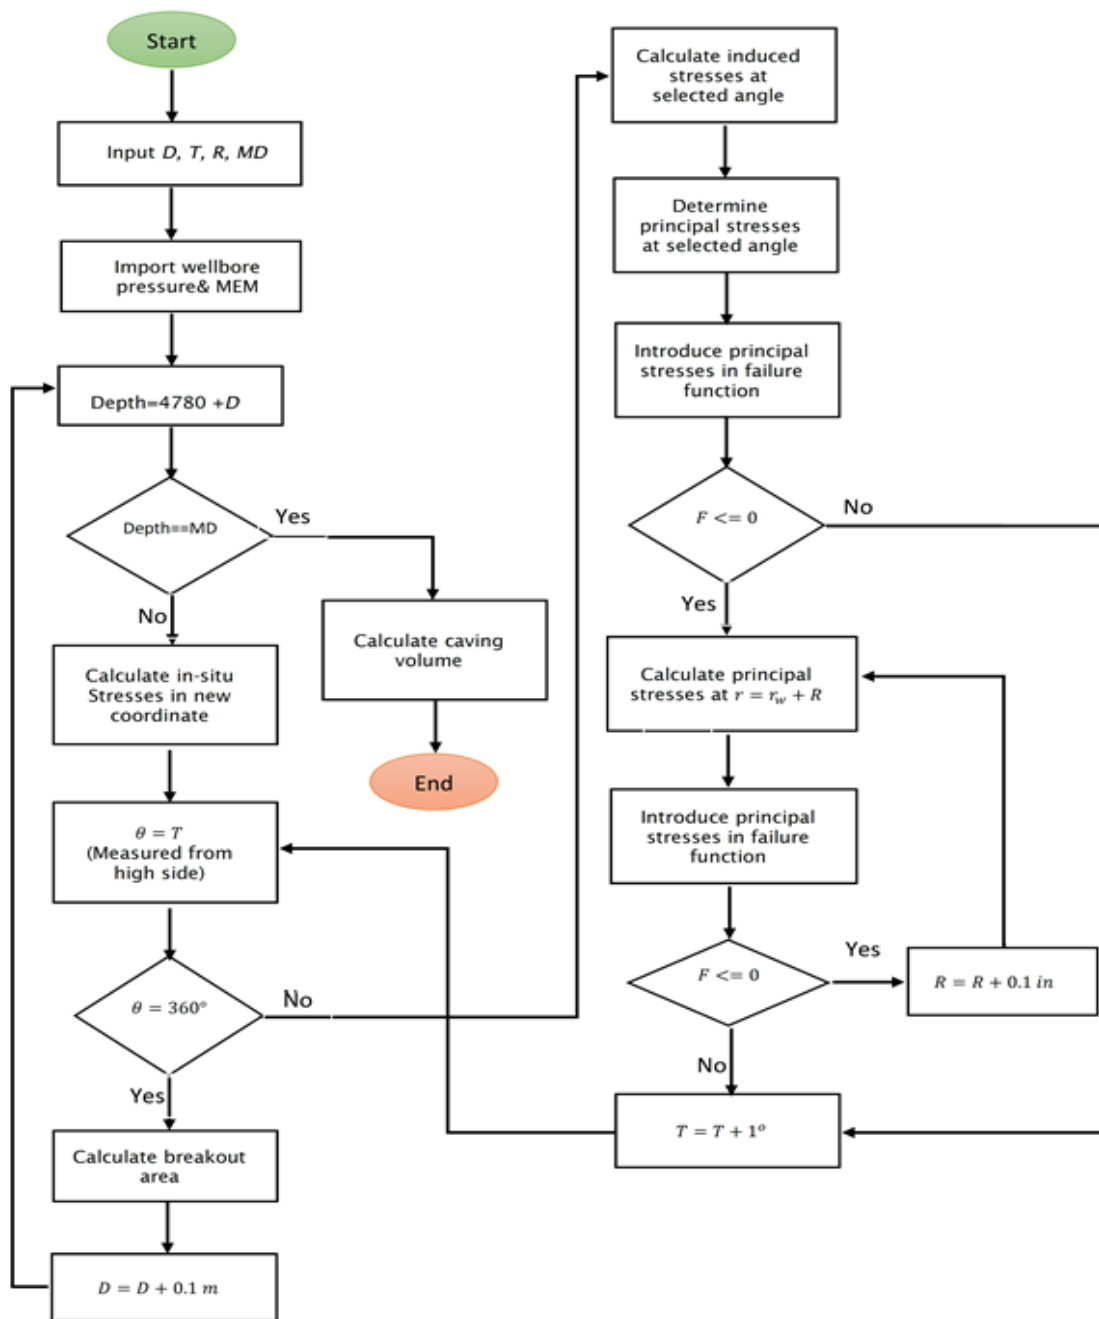 Start
Input D, T, R, MD
Import wellbore
pressure& MEM
Depth=4780 +D
Depth==MD
Yes
No
Calculate caving
volume
End
Calculate in-situ
Stresses in new
coordinate
θ = T
(Measured from
high side)
θ = 360°
No
Yes
Calculate breakout
area
D = D + 0.1 m
Calculate induced
stresses at
selected angle
Determine
principal stresses
at selected angle
Introduce principal
stresses in failure
function
F <= 0
No
Yes
Calculate principal
stresses at r = r_w + R
Introduce principal
stresses in failure
function
F <= 0
Yes
R = R + 0.1 in
No
T = T + 1°